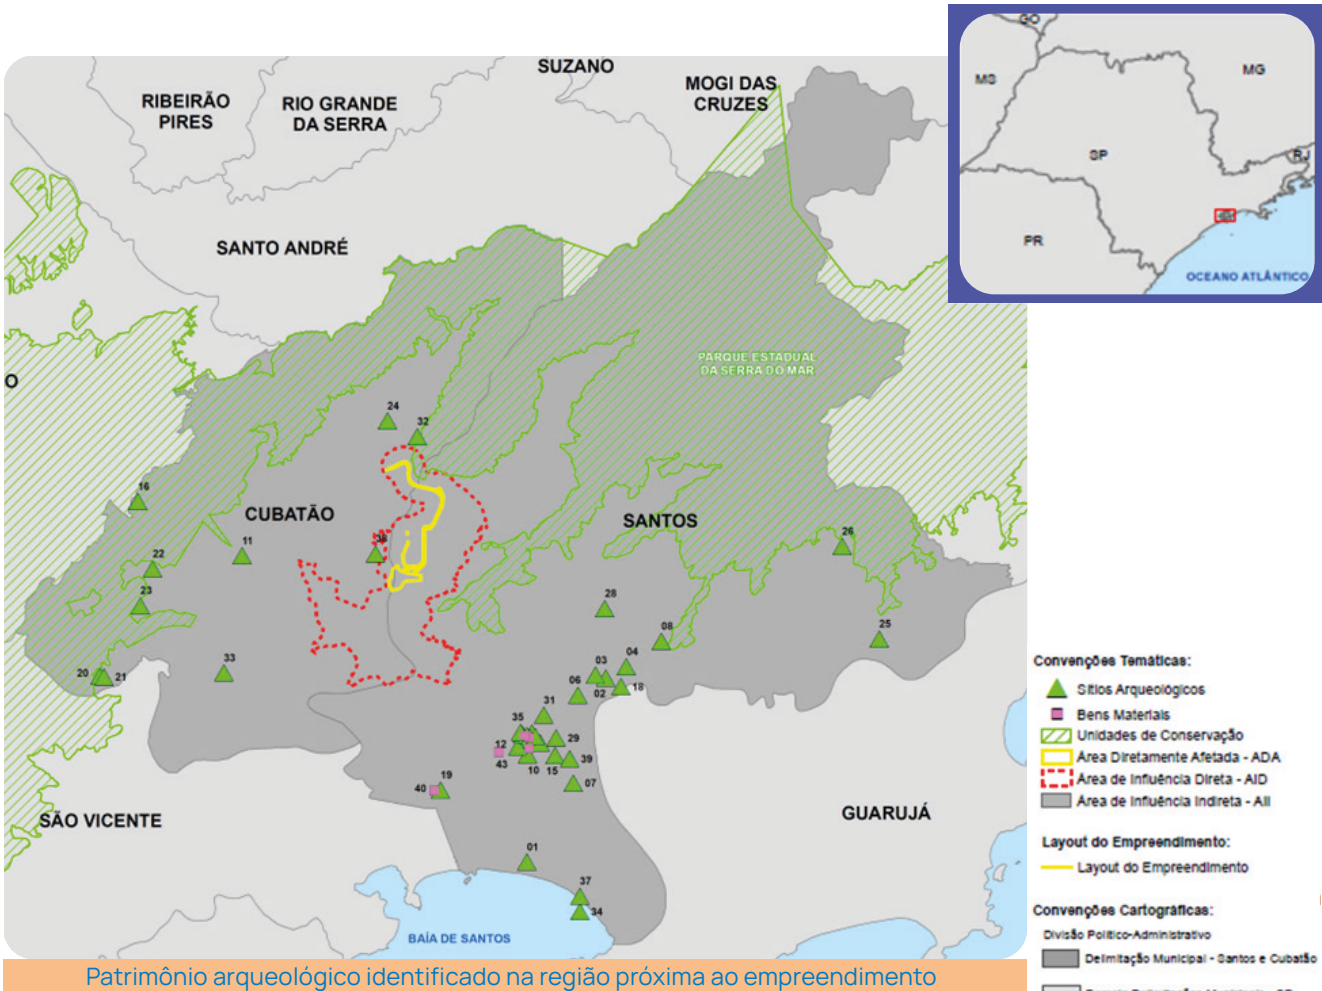 SUZANO
MOGI DAS
CRUZES
RIBEIRÃO
PIRES
RIO GRANDE
DA SERRA
SANTO ANDRÉ
GO
MS
MG
SP
RJ
PR
OCEANO ATLÂNTICO
PARQUE ESTADUAL
DA SERRA DO MAR
O
24
32
16
CUBATÃO
SANTOS
11
38
26
22
23
28
08
25
20
21
33
03
04
06
02
18
31
35
12
29
43
10
15
39
19
40
07
SÃO VICENTE
GUARUJÁ
01
37
34
BAÍA DE SANTOS
Convenções Temáticas:
Sítios Arqueológicos
Bens Materiais
Unidades de Conservação
Área Diretamente Afetada - ADA
Área de Influência Direta - AID
Área de Influência Indireta - AII
Layout do Empreendimento:
Layout do Empreendimento
Convenções Cartográficas:
Divisão Político-Administrativo
Delimitação Municipal - Santos e Cubatão
Patrimônio arqueológico identificado na região próxima ao empreendimento